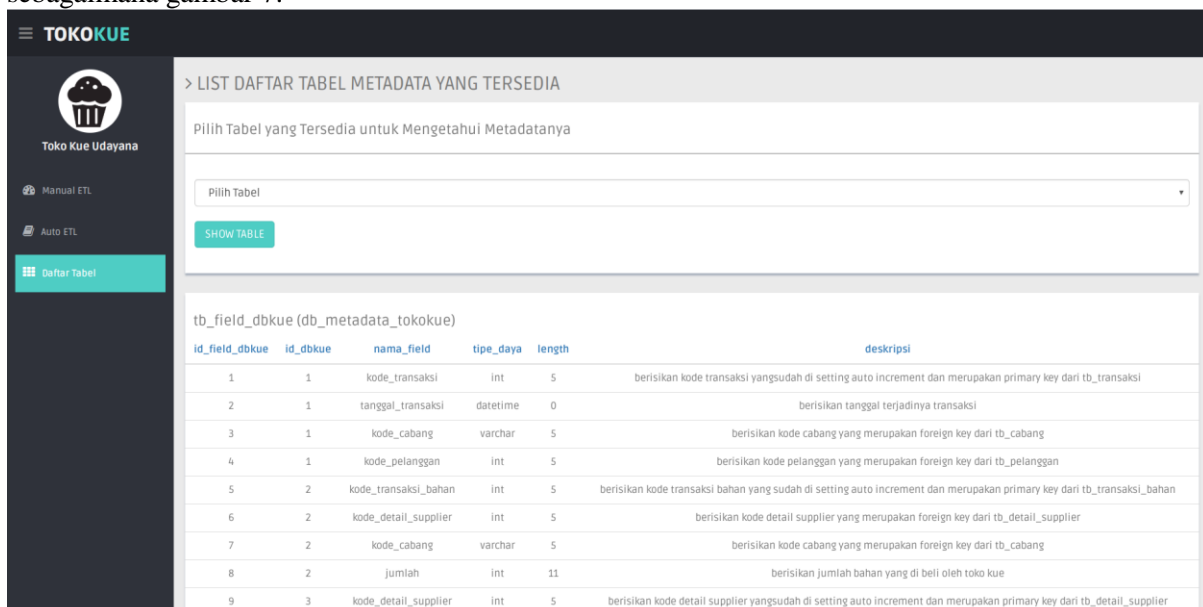 sebagaimana gambar 7.
TOKOKUE
Toko Kue Udayana
Manual ETL
Auto ETL
Daftar Tabel
> LIST DAFTAR TABEL METADATA YANG TERSEDIA
Pilih Tabel yang Tersedia untuk Mengetahui Metadatanya
Pilih Tabel
SHOW TABLE
tb_field_dbkue (db_metadata_tokokue)
id_field_dbkue id_dbkue nama_field tipe_daya length deskripsi
1 1 kode_transaksi int 5 berisikan kode transaksi yangsudah di setting auto increment dan merupakan primary key dari tb_transaksi
2 1 tanggal_transaksi datetime 0 berisikan tanggal terjadinya transaksi
3 1 kode_cabang varchar 5 berisikan kode cabang yang merupakan foreign key dari tb_cabang
4 1 kode_pelanggan int 5 berisikan kode pelanggan yang merupakan foreign key dari tb_pelanggan
5 2 kode_transaksi_bahan int 5 berisikan kode transaksi bahan yang sudah di setting auto increment dan merupakan primary key dari tb_transaksi_bahan
6 2 kode_detail_supplier int 5 berisikan kode detail supplier yang merupakan foreign key dari tb_detail_supplier
7 2 kode_cabang varchar 5 berisikan kode cabang yang merupakan foreign key dari tb_cabang
8 2 jumlah int 11 berisikan jumlah bahan yang di beli oleh toko kue
9 3 kode_detail_supplier int 5 berisikan kode detail supplier yangsudah di setting auto increment dan merupakan primary key dari tb_detail_supplier